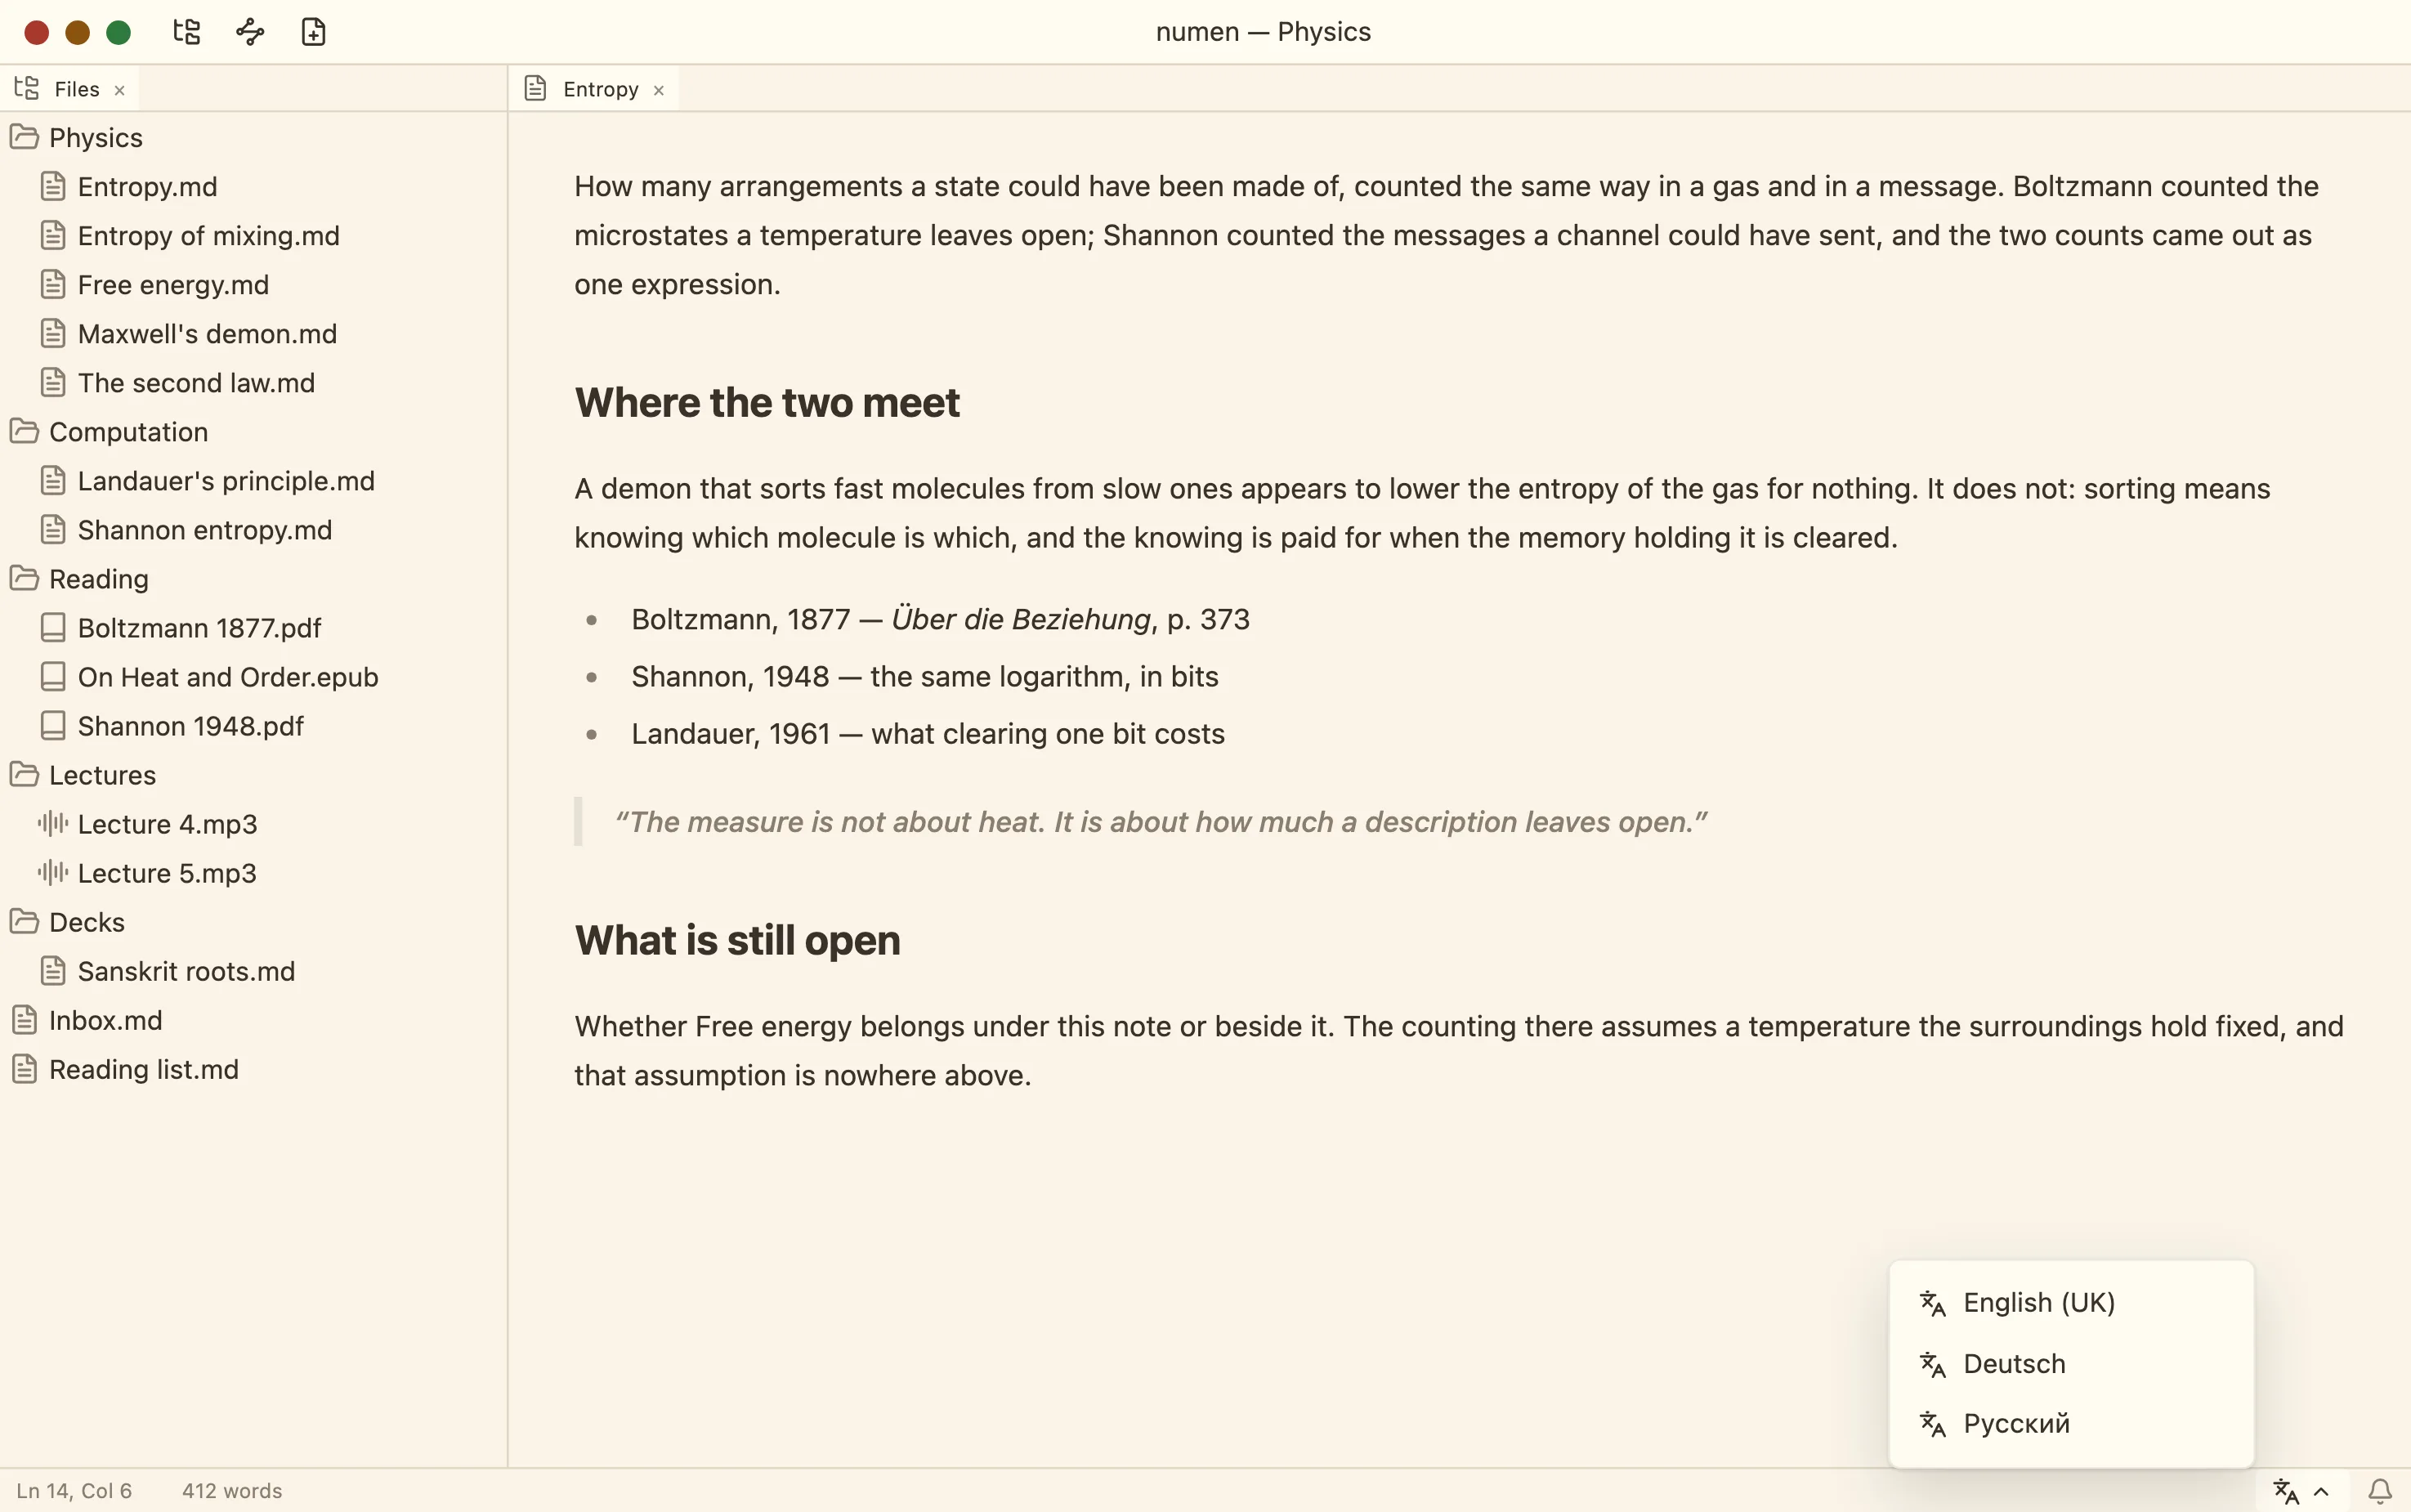 numen — Physics
Files ×
Entropy ×
Physics
Entropy.md
Entropy of mixing.md
Free energy.md
Maxwell's demon.md
The second law.md
Computation
Landauer's principle.md
Shannon entropy.md
Reading
Boltzmann 1877.pdf
On Heat and Order.epub
Shannon 1948.pdf
Lectures
Lecture 4.mp3
Lecture 5.mp3
Decks
Sanskrit roots.md
Inbox.md
Reading list.md
How many arrangements a state could have been made of, counted the same way in a gas and in a message. Boltzmann counted the
microstates a temperature leaves open; Shannon counted the messages a channel could have sent, and the two counts came out as
one expression.
Where the two meet
A demon that sorts fast molecules from slow ones appears to lower the entropy of the gas for nothing. It does not: sorting means
knowing which molecule is which, and the knowing is paid for when the memory holding it is cleared.
• Boltzmann, 1877 — Über die Beziehung, p. 373
• Shannon, 1948 — the same logarithm, in bits
• Landauer, 1961 — what clearing one bit costs
“The measure is not about heat. It is about how much a description leaves open.”
What is still open
Whether Free energy belongs under this note or beside it. The counting there assumes a temperature the surroundings hold fixed, and
that assumption is nowhere above.
English (UK)
Deutsch
Русский
Ln 14, Col 6
412 words